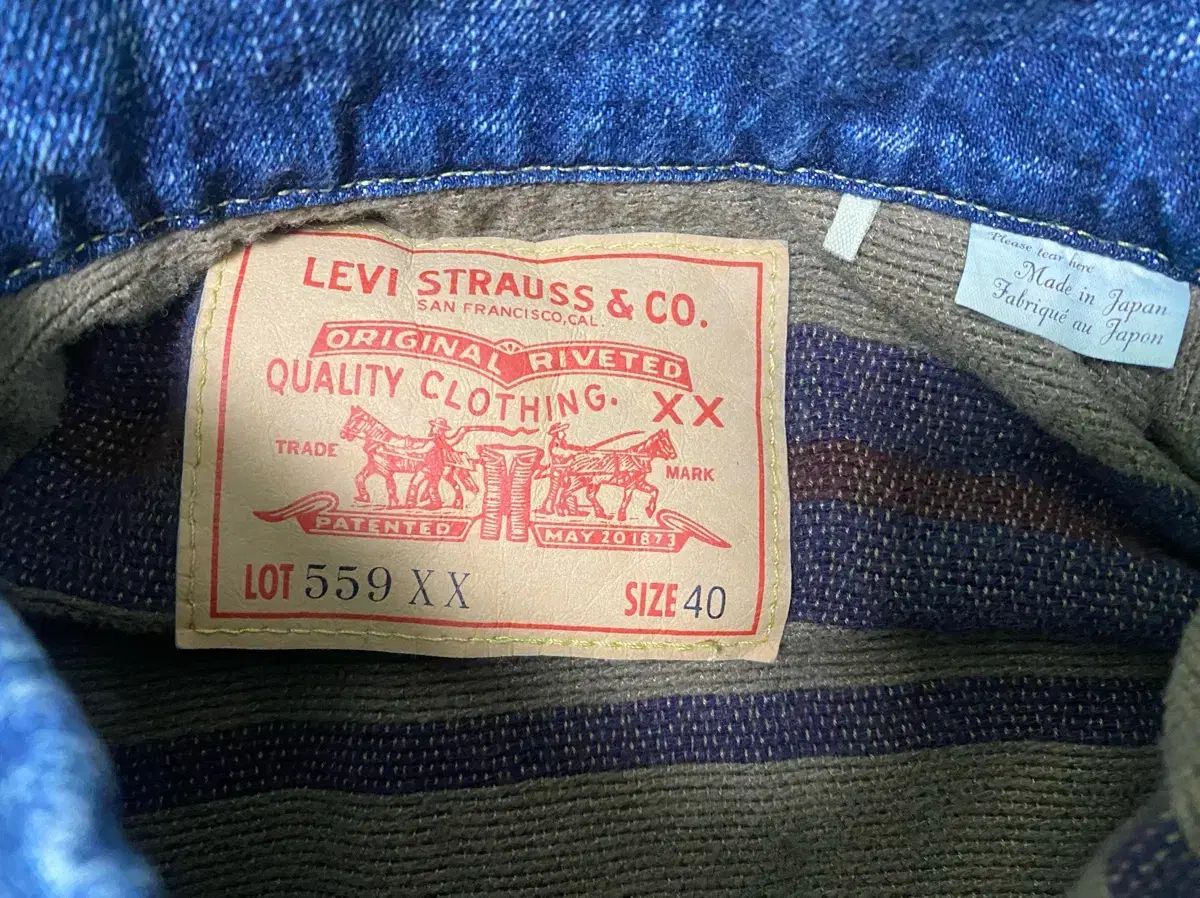 LEVI STRAUSS & CO.
SAN FRANCISCO, CAL.
ORIGINAL RIVETED
QUALITY CLOTHING.
XX
TRADE MARK
PATENTED MAY 20 1873
LOT 559 XX SIZE 40
Please tear here
Made in Japan
Fabriqué au Japon